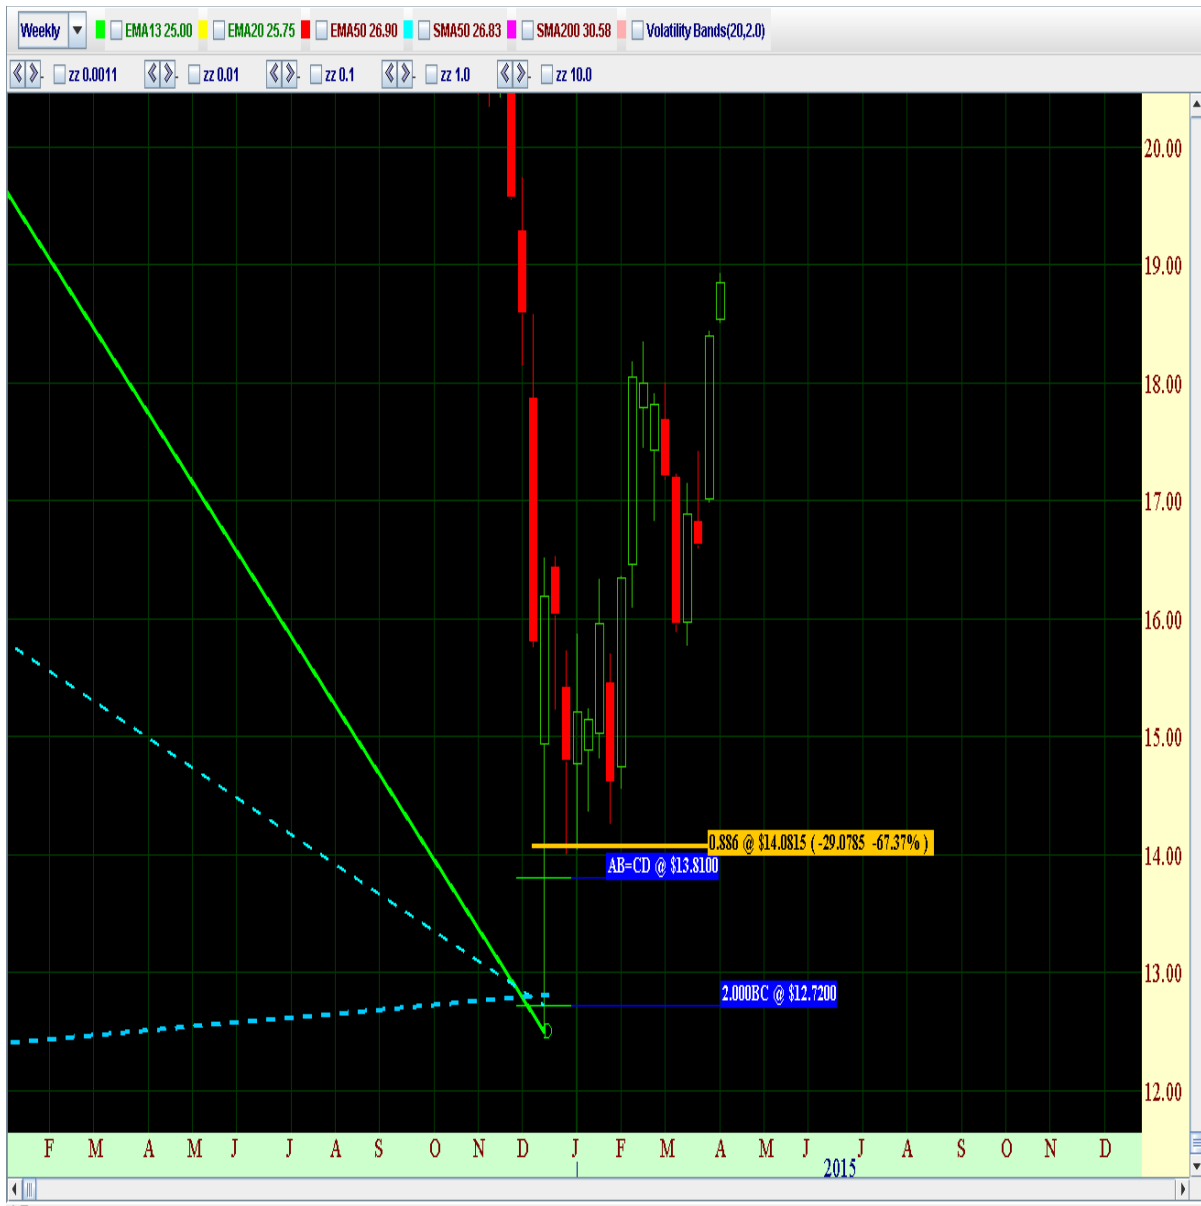 Weekly EMA13 25.00 EMA20 25.75 EMA50 26.90 SMA50 26.83 SMA200 30.58 Volatility Bands(20,2.0)
zz 0.0011 zz 0.01 zz 0.1 zz 1.0 zz 10.0
20.00
19.00
18.00
17.00
16.00
15.00
0.886 @ $14.0815 ( -29.0785 -67.37% )
14.00
AB=CD @ $13.8100
13.00
2.000BC @ $12.7200
D
12.00
F M A M J J A S O N D J F M A M J J A S O N D
2015